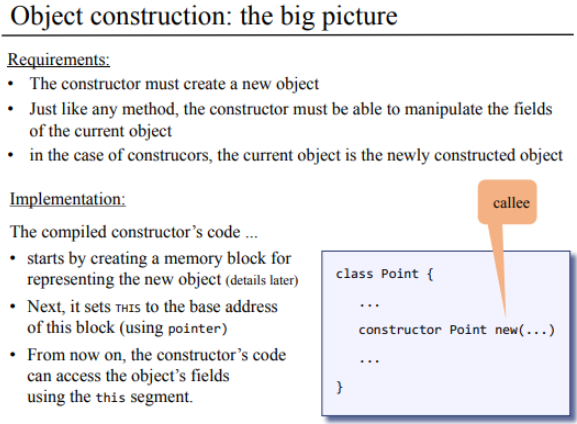 Object construction: the big picture
Requirements:
• The constructor must create a new object
• Just like any method, the constructor must be able to manipulate the fields
of the current object
• in the case of construcors, the current object is the newly constructed object
Implementation:
The compiled constructor’s code ...
• starts by creating a memory block for
representing the new object (details later)
• Next, it sets THIS to the base address
of this block (using pointer)
• From now on, the constructor’s code
can access the object’s fields
using the this segment.
callee
class Point {
...
constructor Point new(...)
...
}